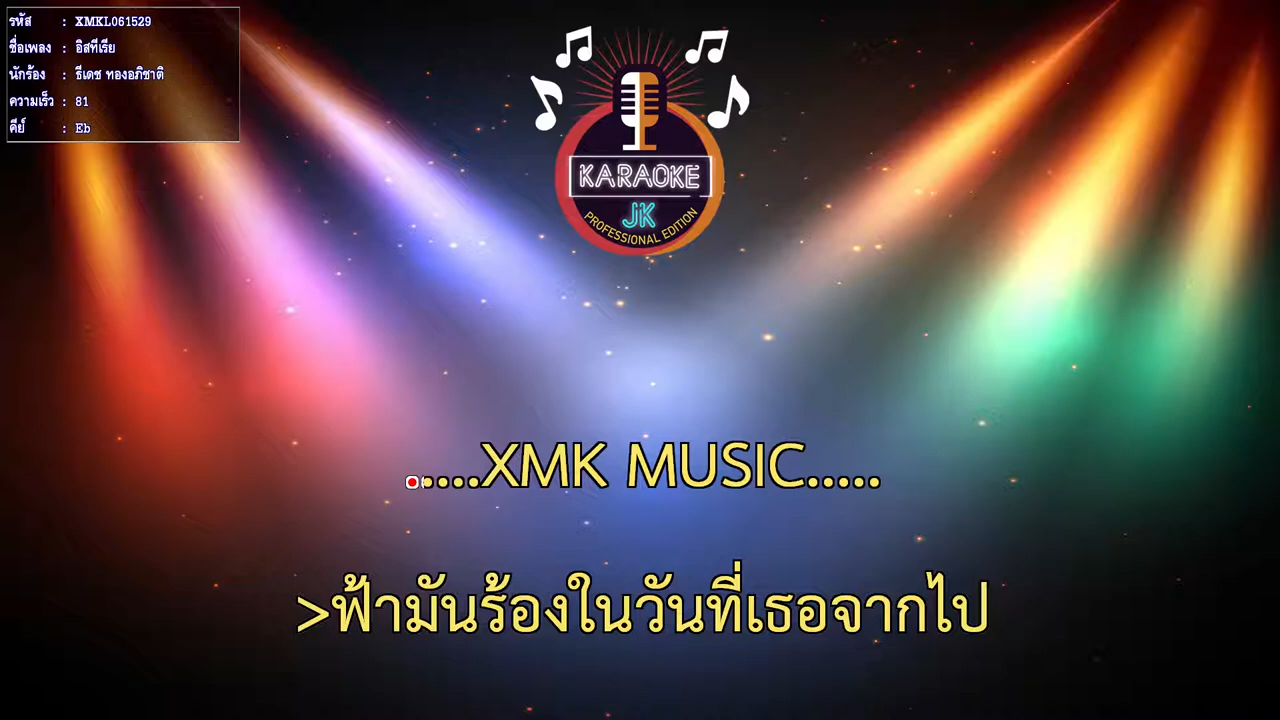 รหัส : XMKL061529
ชื่อเพลง : อิสทีเรีย
นักร้อง : ธีเดช ทองอภิชาติ
ความเร็ว : 81
คีย์ : Eb
KARAOKE
JK
PROFESSIONAL EDITION
.....XMK MUSIC.....
>ฟ้ามันร้องในวันที่เธอจากไป